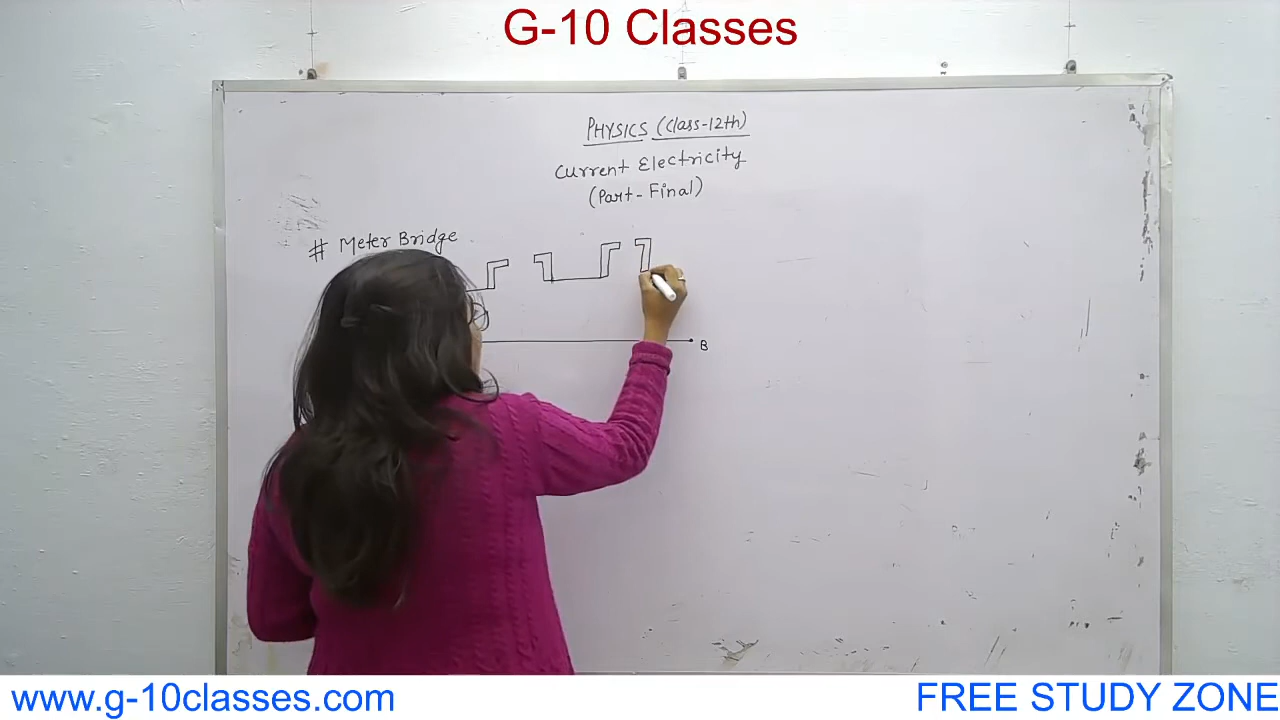 G-10 Classes
PHYSICS (Class-12th)
Current Electricity
(Part-Final)
# Meter Bridge
B
www.g-10classes.com
FREE STUDY ZONE